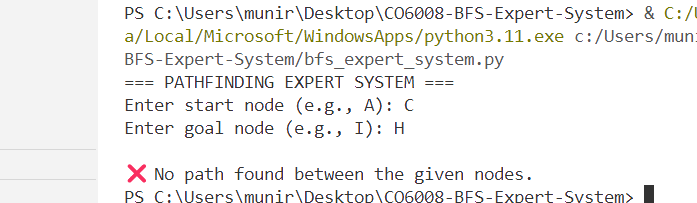 PS C:\Users\munir\Desktop\CO6008-BFS-Expert-System> & C:/U
a/Local/Microsoft/WindowsApps/python3.11.exe c:/Users/muni
BFS-Expert-System/bfs_expert_system.py
=== PATHFINDING EXPERT SYSTEM ===
Enter start node (e.g., A): C
Enter goal node (e.g., I): H
❌ No path found between the given nodes.
PS C:\Users\munir\Desktop\CO6008-BFS-Expert-System>